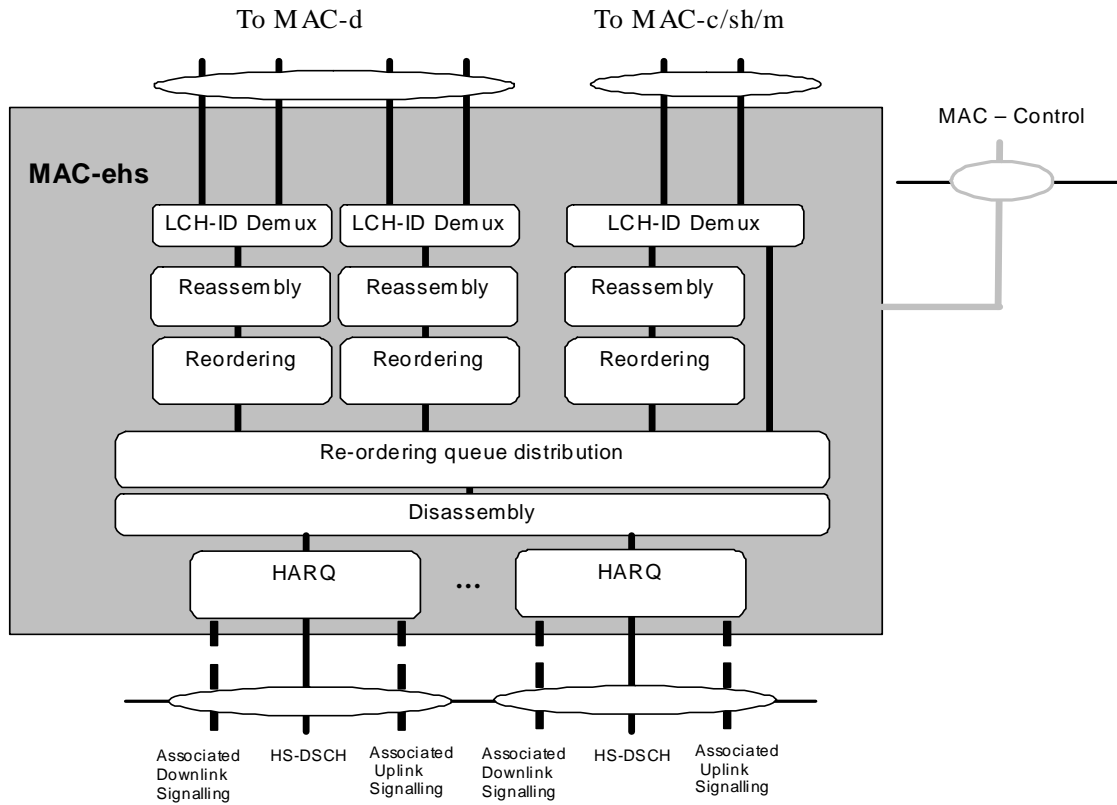 To MAC-d
To MAC-c/sh/m
MAC – Control
MAC-ehs
LCH-ID Demux
LCH-ID Demux
LCH-ID Demux
Reassembly
Reassembly
Reassembly
Reordering
Reordering
Reordering
Re-ordering queue distribution
Disassembly
HARQ
...
HARQ
Associated
Downlink
Signalling
HS-DSCH
Associated
Uplink
Signalling
Associated
Downlink
Signalling
HS-DSCH
Associated
Uplink
Signalling